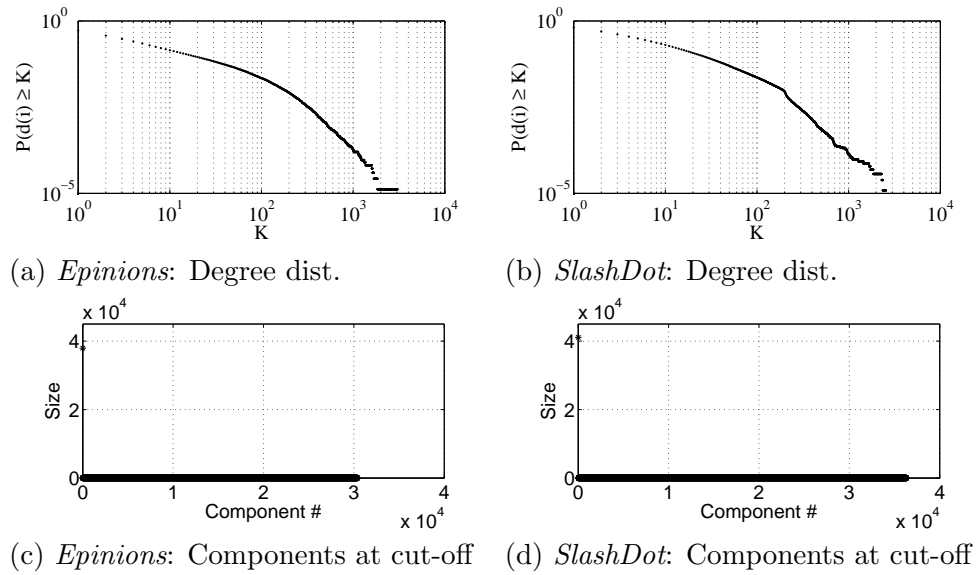 10^0
P(d(i) ≥ K)
10^-5
10^0 10^1 10^2 10^3 10^4
K
(a) Epinions: Degree dist.
10^0
P(d(i) ≥ K)
10^-5
10^0 10^1 10^2 10^3 10^4
K
(b) SlashDot: Degree dist.
x 10^4
4
2
0
Size
0 1 2 3 4
Component #
x 10^4
(c) Epinions: Components at cut-off
x 10^4
4
2
0
Size
0 1 2 3 4
Component #
x 10^4
(d) SlashDot: Components at cut-off